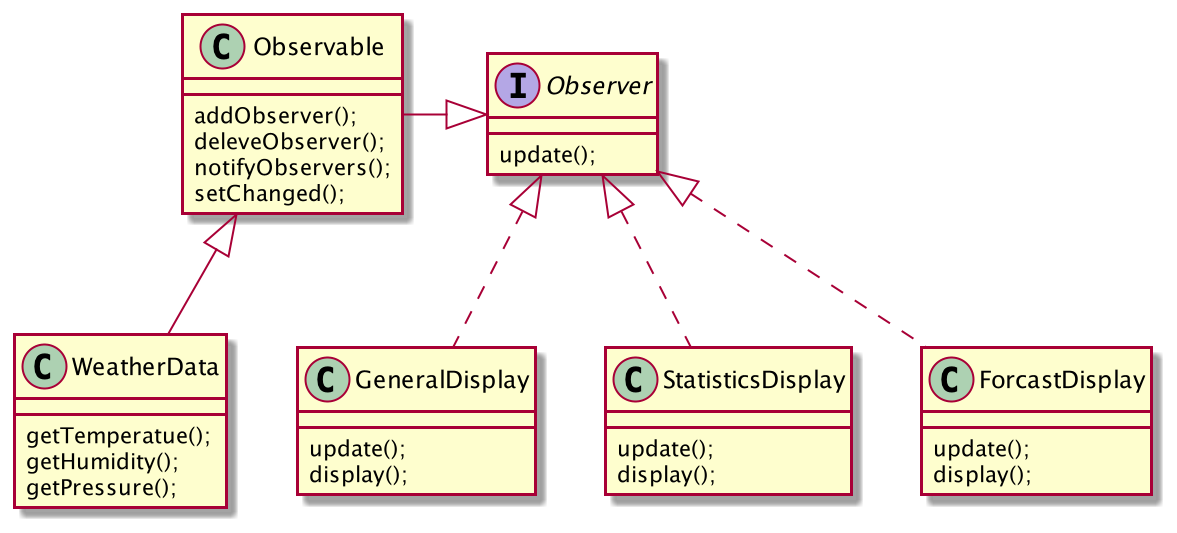 C Observable
addObserver();
deleveObserver();
notifyObservers();
setChanged();
I Observer
update();
C WeatherData
getTemperatue();
getHumidity();
getPressure();
C GeneralDisplay
update();
display();
C StatisticsDisplay
update();
display();
C ForcastDisplay
update();
display();